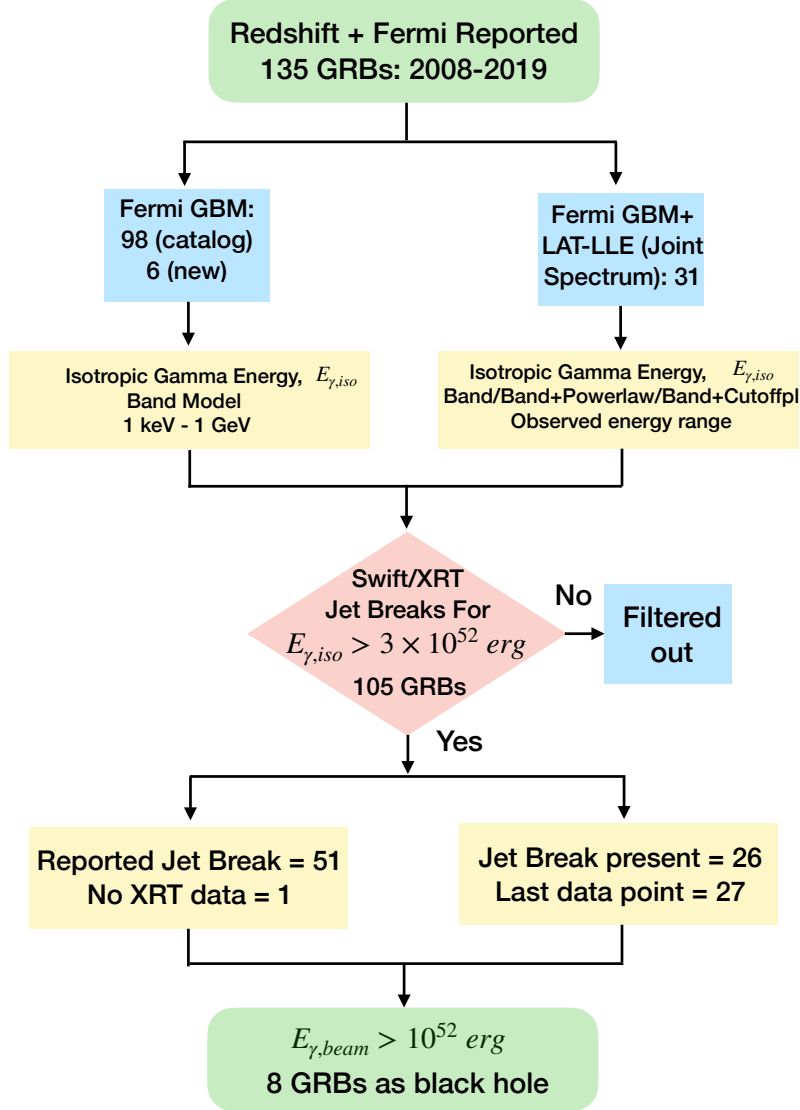 Redshift + Fermi Reported
135 GRBs: 2008-2019
Fermi GBM:
98 (catalog)
6 (new)
Fermi GBM+
LAT-LLE (Joint
Spectrum): 31
Isotropic Gamma Energy, E_{γ,iso}
Band Model
1 keV - 1 GeV
Isotropic Gamma Energy, E_{γ,iso}
Band/Band+Powerlaw/Band+Cutoffpl
Observed energy range
Swift/XRT
Jet Breaks For
E_{γ,iso} > 3 × 10^{52} erg
105 GRBs
No
Filtered
out
Yes
Reported Jet Break = 51
No XRT data = 1
Jet Break present = 26
Last data point = 27
E_{γ,beam} > 10^{52} erg
8 GRBs as black hole